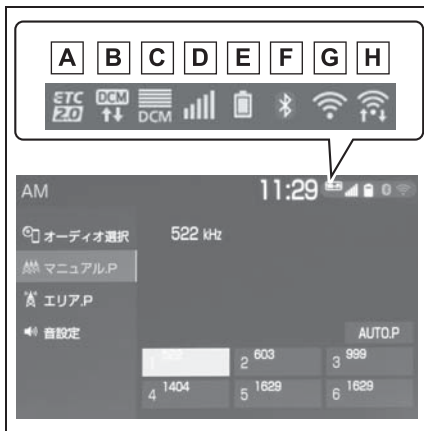 A B C D E F G H
ETC 2.0 DCM DCM
AM 11:29
オーディオ選択 522 kHz
マニュアル.P
エリア.P
音設定 AUTO.P
1 522 2 603 3 999
4 1404 5 1629 6 1629